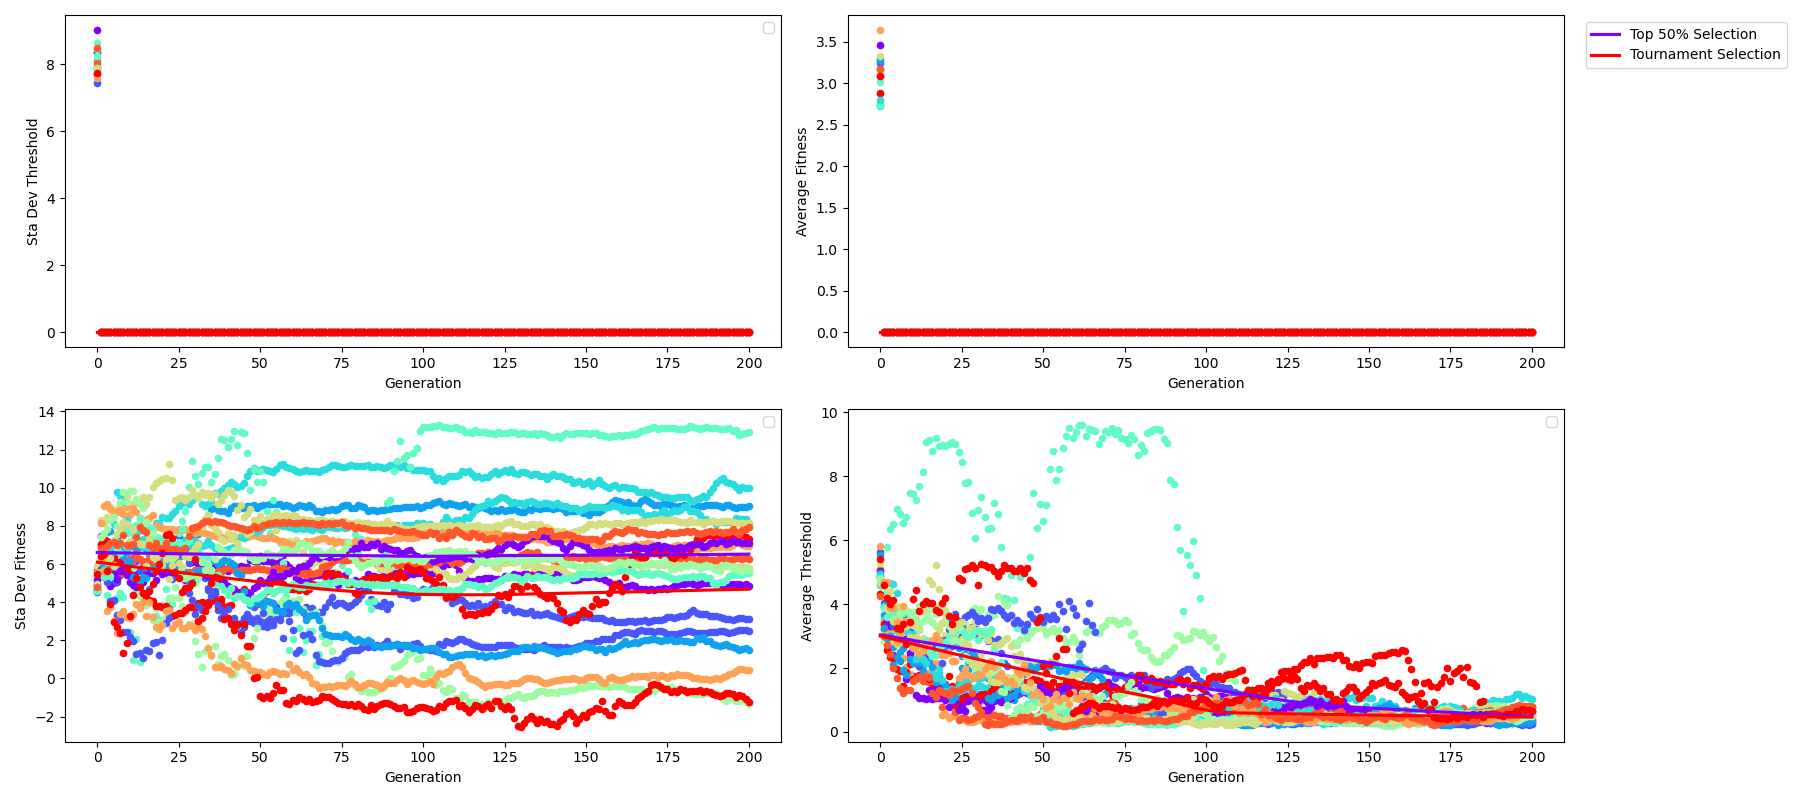 Sta Dev Threshold
8
6
4
2
0
0 25 50 75 100 125 150 175 200
Generation
Average Fitness
3.5
3.0
2.5
2.0
1.5
1.0
0.5
0.0
0 25 50 75 100 125 150 175 200
Generation
Top 50% Selection
Tournament Selection
Sta Dev Fitness
14
12
10
8
6
4
2
0
−2
0 25 50 75 100 125 150 175 200
Generation
Average Threshold
10
8
6
4
2
0
0 25 50 75 100 125 150 175 200
Generation